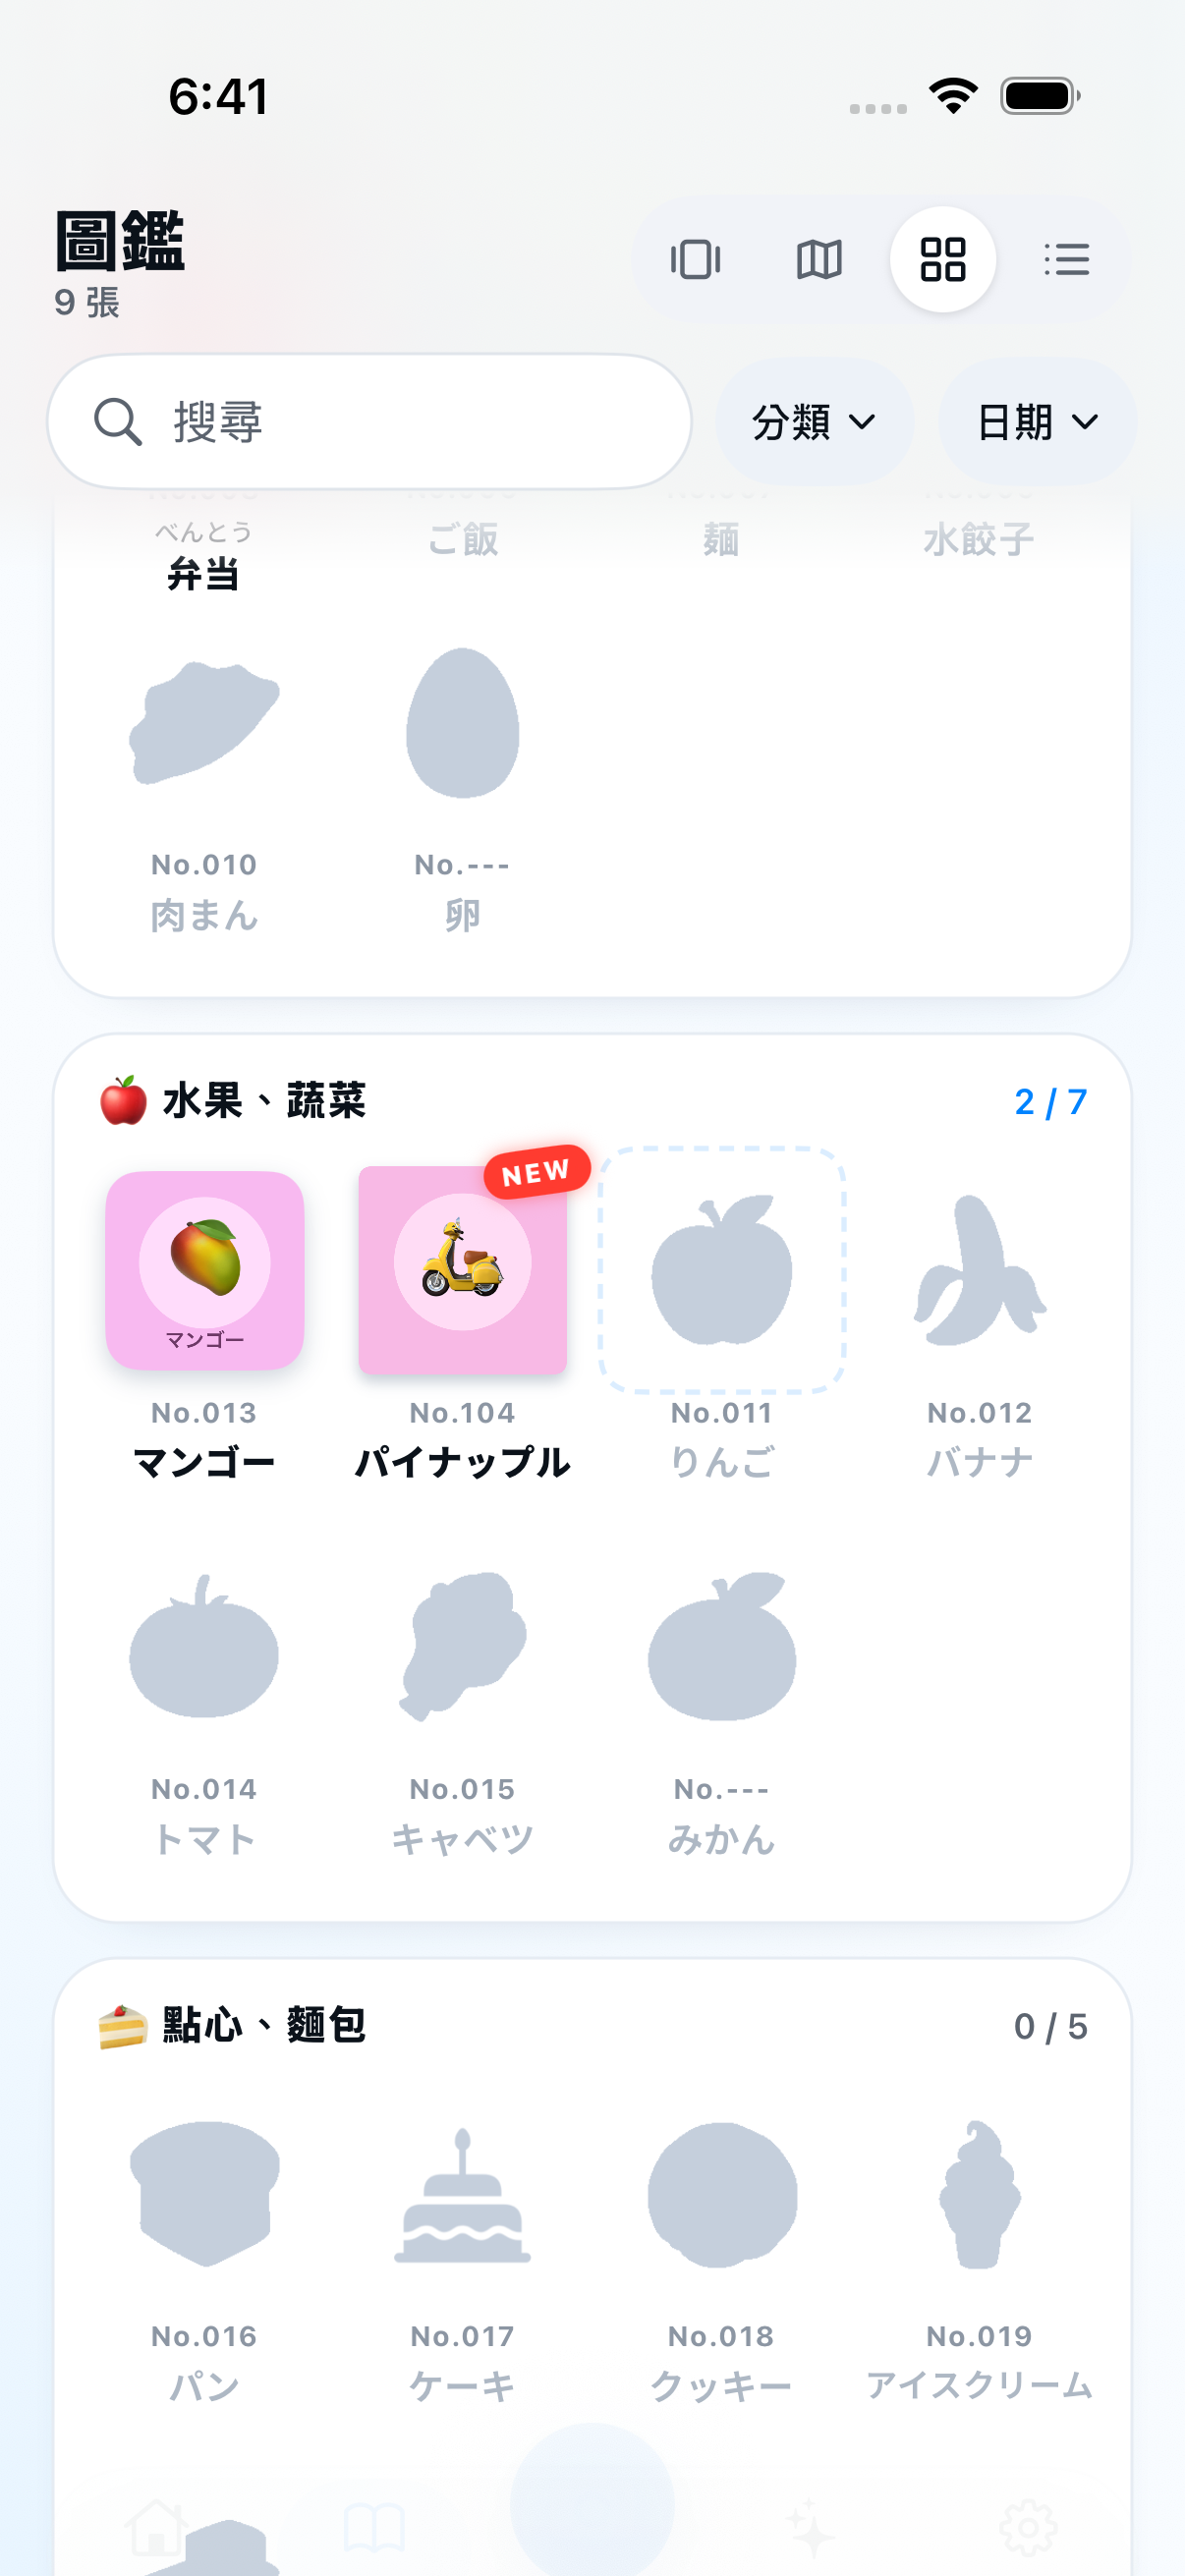 6:41
圖鑑
9 張
搜尋
分類
日期
べんとう
弁当
ご飯
麺
水餃子
No.010
肉まん
No.---
卵
水果、蔬菜
2 / 7
マンゴー
NEW
No.013
マンゴー
No.104
パイナップル
No.011
りんご
No.012
バナナ
No.014
トマト
No.015
キャベツ
No.---
みかん
點心、麵包
0 / 5
No.016
パン
No.017
ケーキ
No.018
クッキー
No.019
アイスクリーム